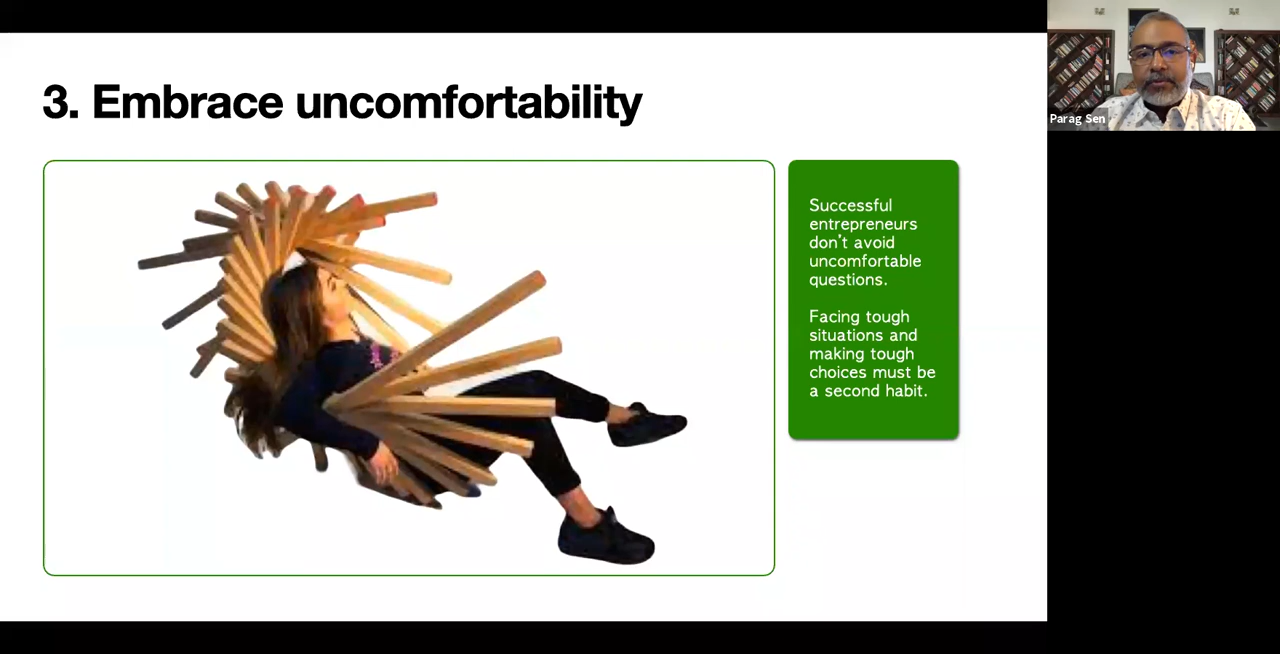 3. Embrace uncomfortability
Successful
entrepreneurs
don't avoid
uncomfortable
questions.
Facing tough
situations and
making tough
choices must be
a second habit.
Parag Sen